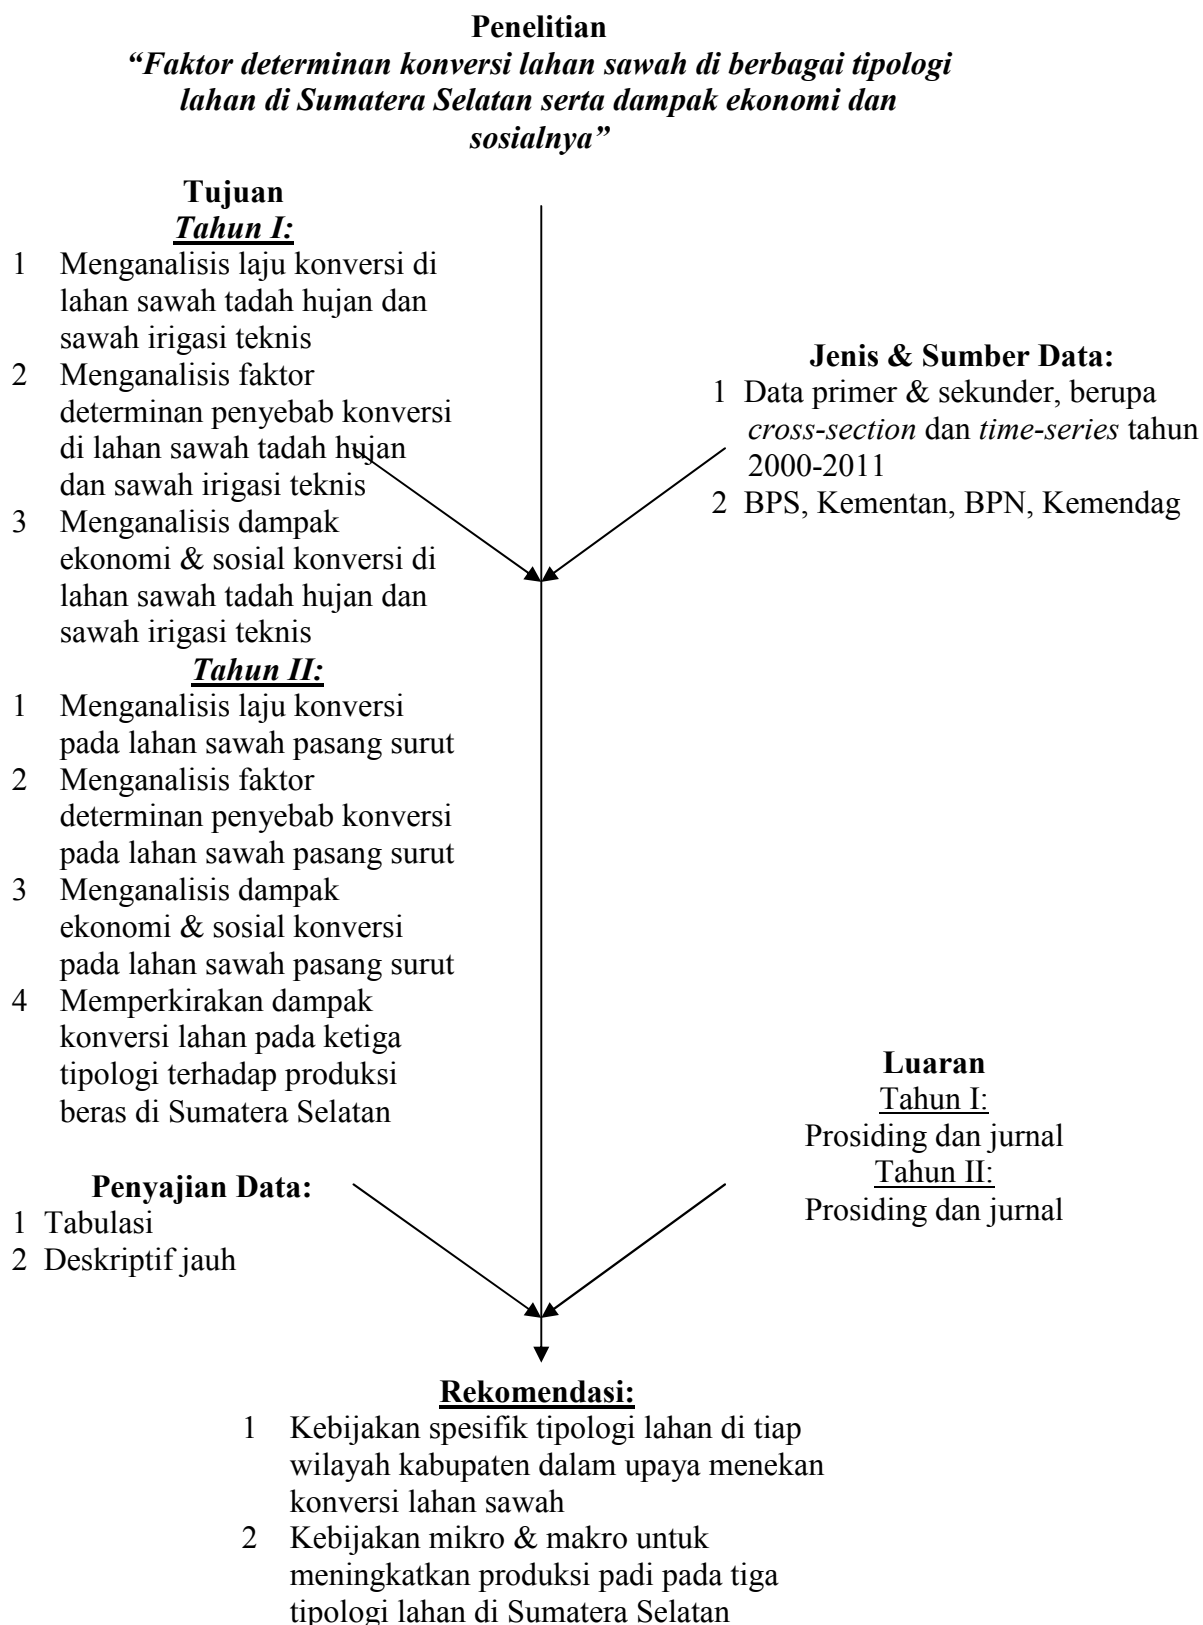 Penelitian
“Faktor determinan konversi lahan sawah di berbagai tipologi
lahan di Sumatera Selatan serta dampak ekonomi dan
sosialnya”
Tujuan
Tahun I:
1 Menganalisis laju konversi di
lahan sawah tadah hujan dan
sawah irigasi teknis
2 Menganalisis faktor
determinan penyebab konversi
di lahan sawah tadah hujan
dan sawah irigasi teknis
3 Menganalisis dampak
ekonomi & sosial konversi di
lahan sawah tadah hujan dan
sawah irigasi teknis
Tahun II:
1 Menganalisis laju konversi
pada lahan sawah pasang surut
2 Menganalisis faktor
determinan penyebab konversi
pada lahan sawah pasang surut
3 Menganalisis dampak
ekonomi & sosial konversi
pada lahan sawah pasang surut
4 Memperkirakan dampak
konversi lahan pada ketiga
tipologi terhadap produksi
beras di Sumatera Selatan
Jenis & Sumber Data:
1 Data primer & sekunder, berupa
cross-section dan time-series tahun
2000-2011
2 BPS, Kementan, BPN, Kemendag
Penyajian Data:
1 Tabulasi
2 Deskriptif jauh
Luaran
Tahun I:
Prosiding dan jurnal
Tahun II:
Prosiding dan jurnal
Rekomendasi:
1 Kebijakan spesifik tipologi lahan di tiap
wilayah kabupaten dalam upaya menekan
konversi lahan sawah
2 Kebijakan mikro & makro untuk
meningkatkan produksi padi pada tiga
tipologi lahan di Sumatera Selatan